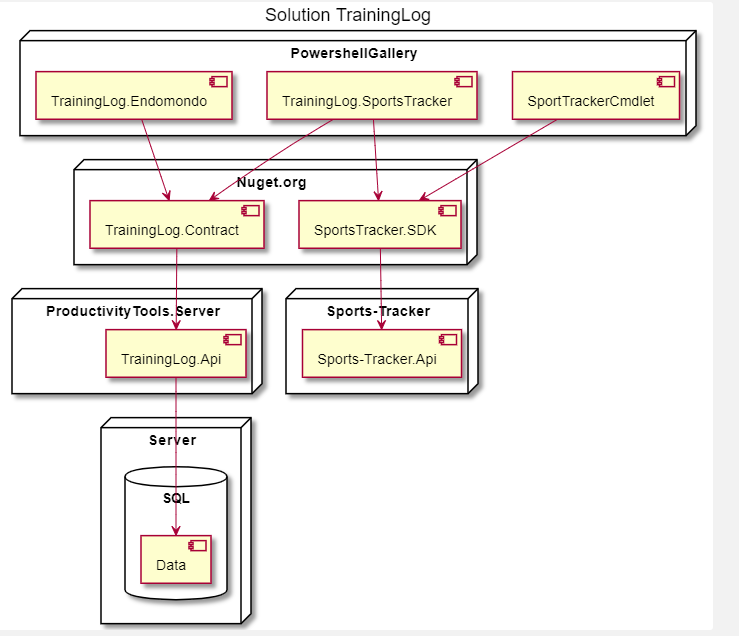 Solution TrainingLog
PowershellGallery
TrainingLog.Endomondo
TrainingLog.SportsTracker
SportTrackerCmdlet
Nuget.org
TrainingLog.Contract
SportsTracker.SDK
ProductivityTools.Server
Sports-Tracker
TrainingLog.Api
Sports-Tracker.Api
Server
SQL
Data